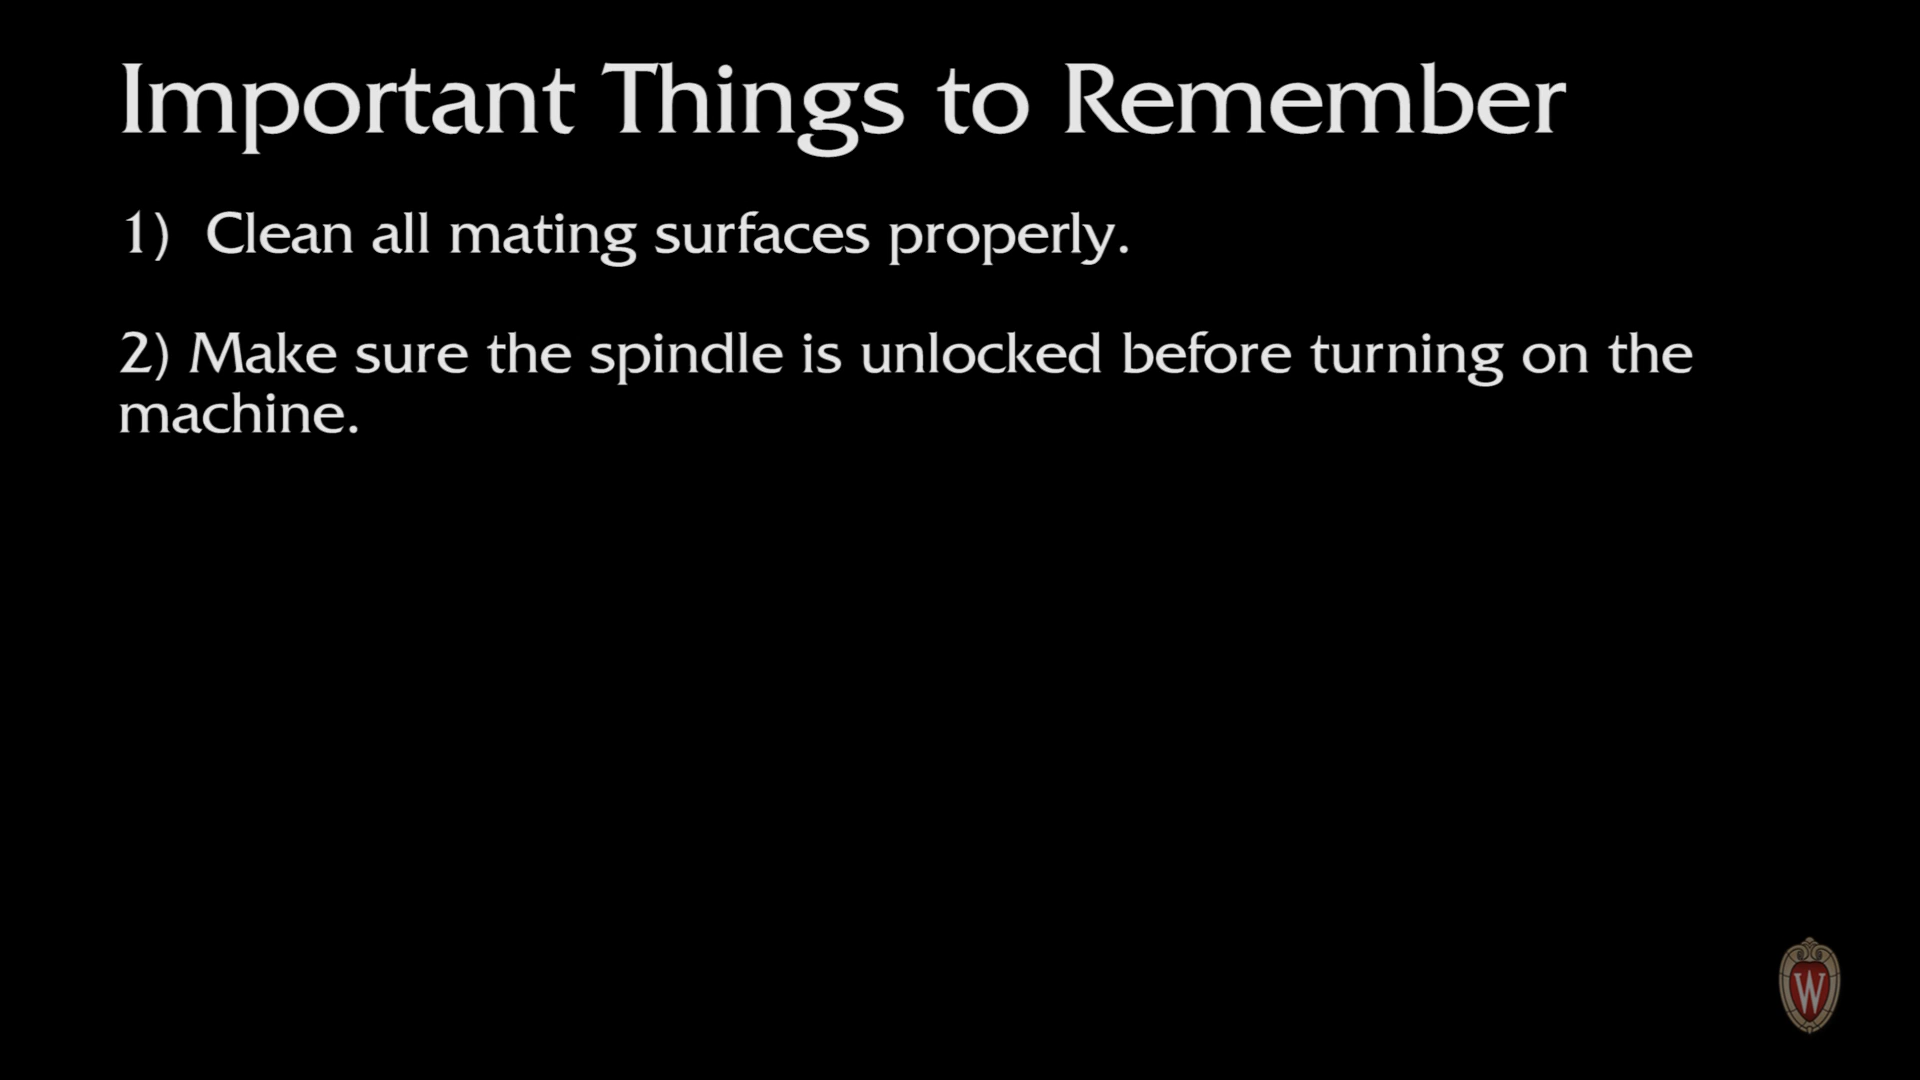 Important Things to Remember
1) Clean all mating surfaces properly.
2) Make sure the spindle is unlocked before turning on the
machine.
W